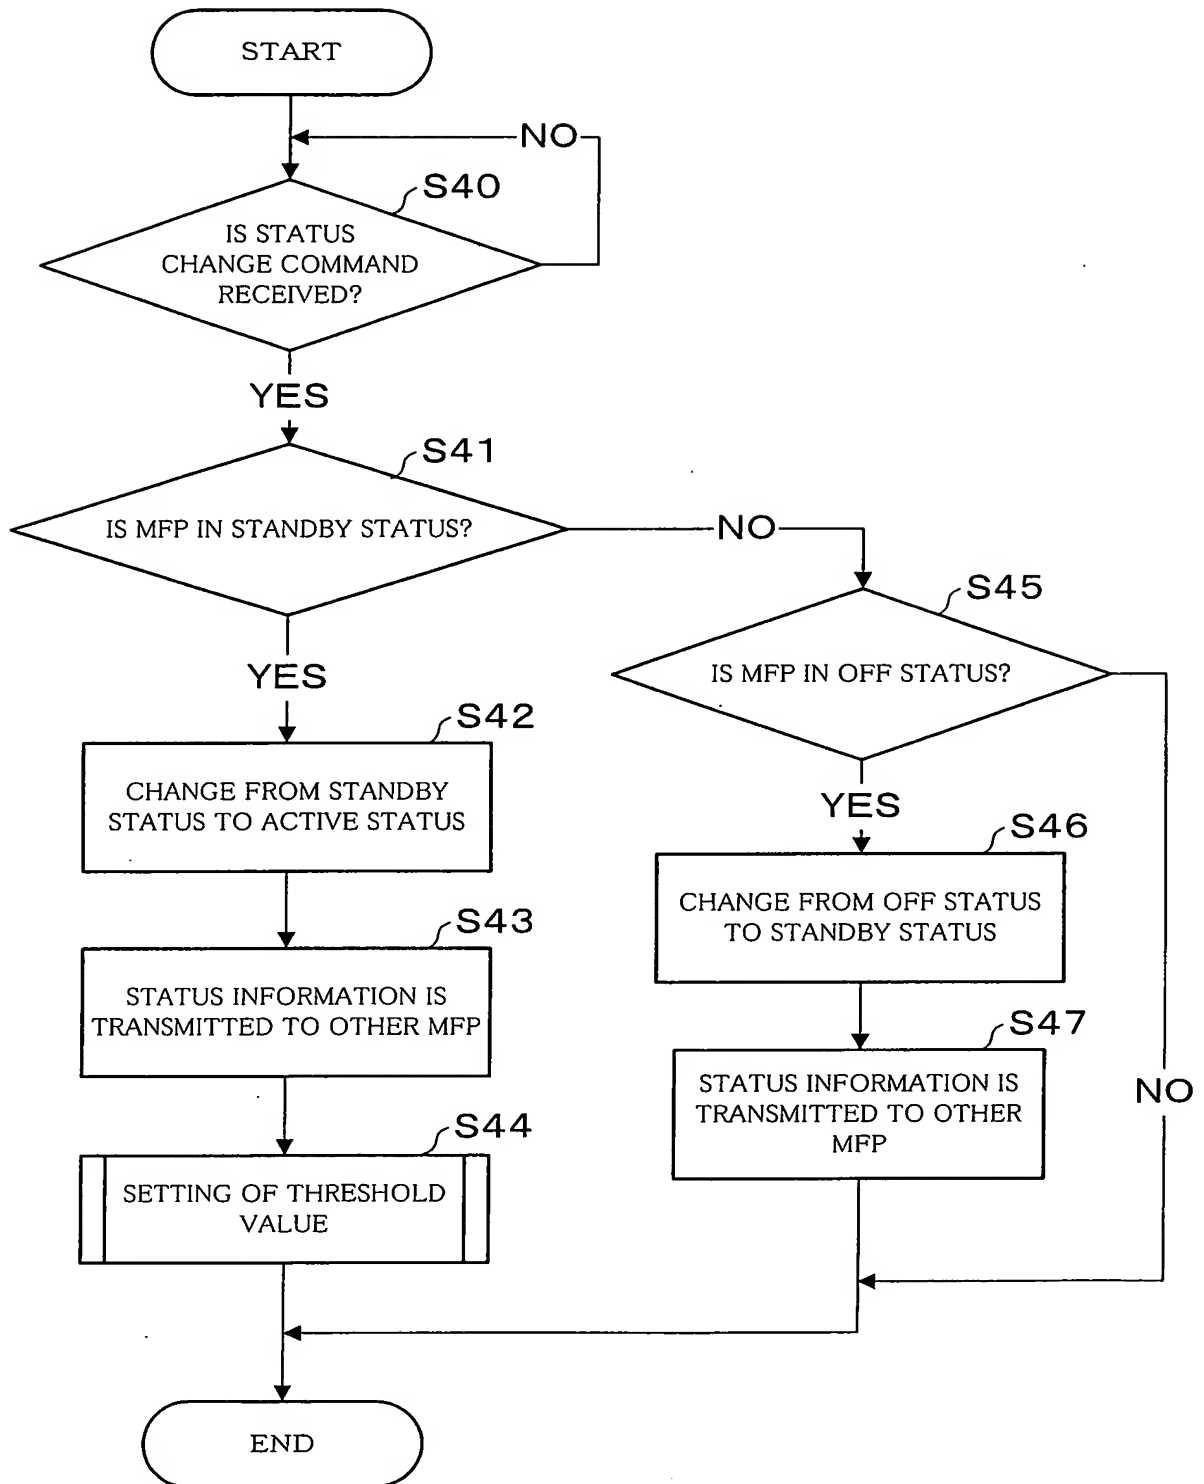 START
NO
S40
IS STATUS
CHANGE COMMAND
RECEIVED?
YES
S41
IS MFP IN STANDBY STATUS?
NO
S45
IS MFP IN OFF STATUS?
YES
S42
CHANGE FROM STANDBY
STATUS TO ACTIVE STATUS
YES
S46
CHANGE FROM OFF STATUS
TO STANDBY STATUS
S43
STATUS INFORMATION IS
TRANSMITTED TO OTHER MFP
S47
STATUS INFORMATION IS
TRANSMITTED TO OTHER
MFP
NO
S44
SETTING OF THRESHOLD
VALUE
END